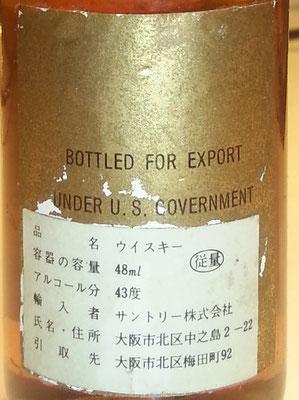 BOTTLED FOR EXPORT
UNDER U.S. GOVERNMENT
品名 ウイスキー
容器の容量 48ml 従量
アルコール分 43度
輸入者 サントリー株式会社
氏名・住所 大阪市北区中之島2-22
引取先 大阪市北区梅田町92